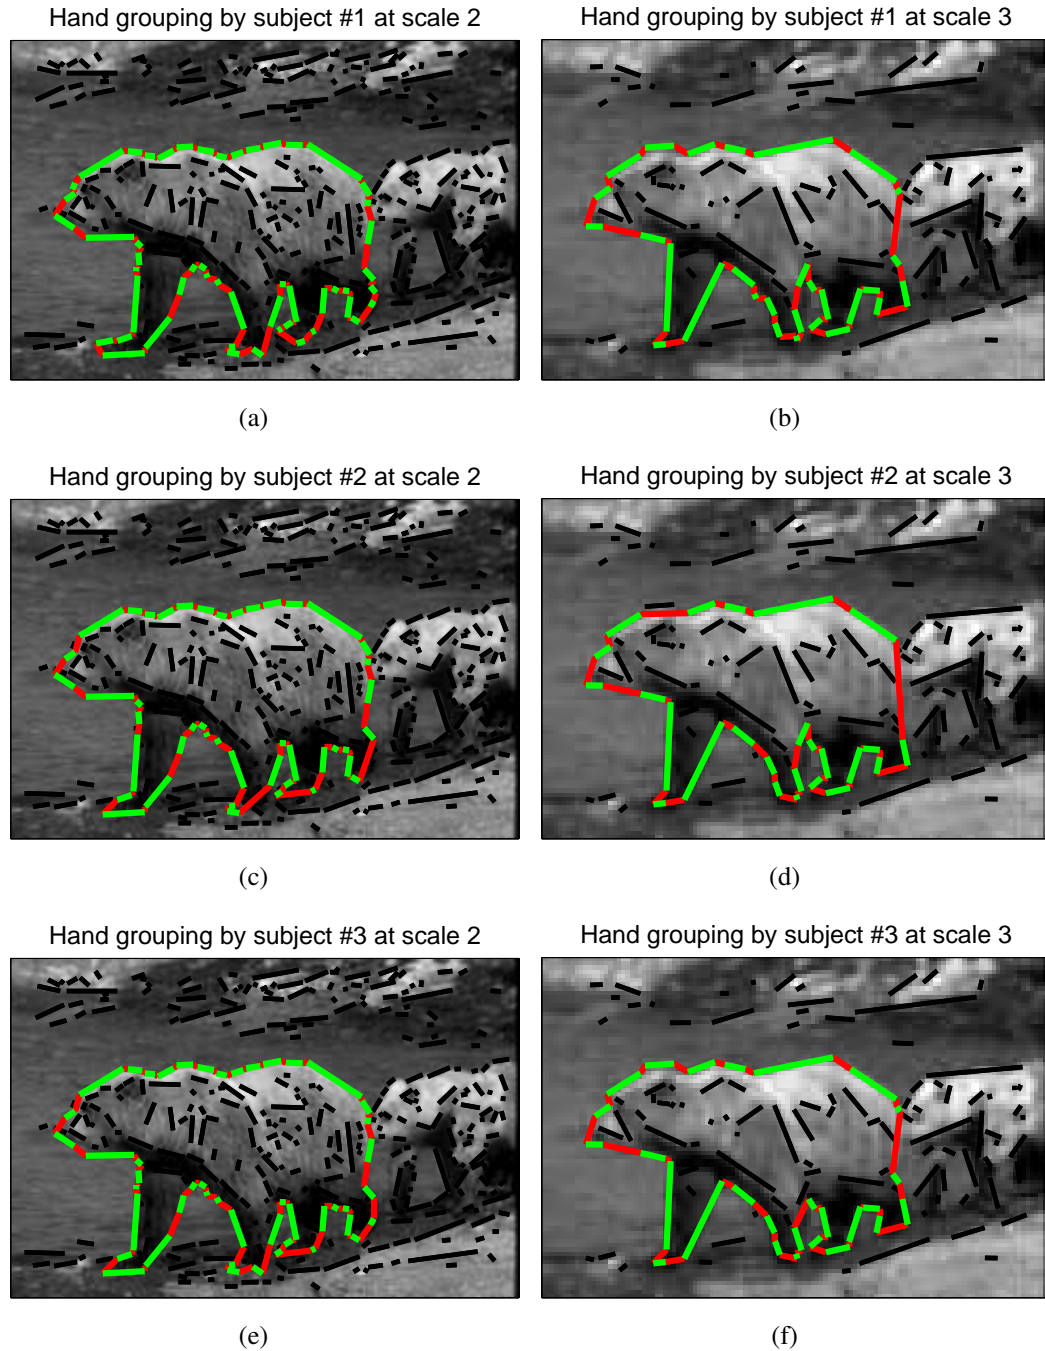 Hand grouping by subject #1 at scale 2
Hand grouping by subject #1 at scale 3
(a)
(b)
Hand grouping by subject #2 at scale 2
Hand grouping by subject #2 at scale 3
(c)
(d)
Hand grouping by subject #3 at scale 2
Hand grouping by subject #3 at scale 3
(e)
(f)